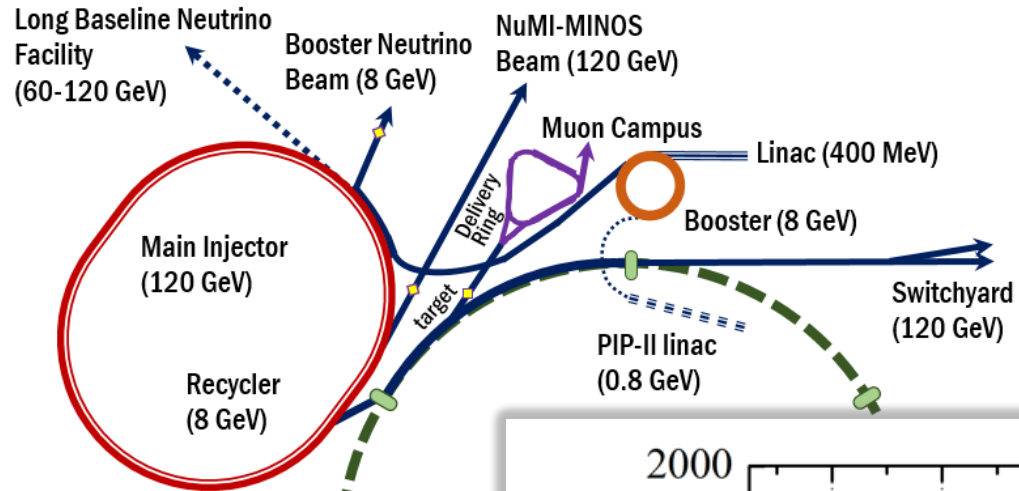 Long Baseline Neutrino
Facility
(60-120 GeV)
Booster Neutrino
Beam (8 GeV)
NuMI-MINOS
Beam (120 GeV)
Muon Campus
Linac (400 MeV)
Delivery
Ring
Booster (8 GeV)
Main Injector
(120 GeV)
target
Switchyard
(120 GeV)
PIP-II linac
(0.8 GeV)
Recycler
(8 GeV)
2000